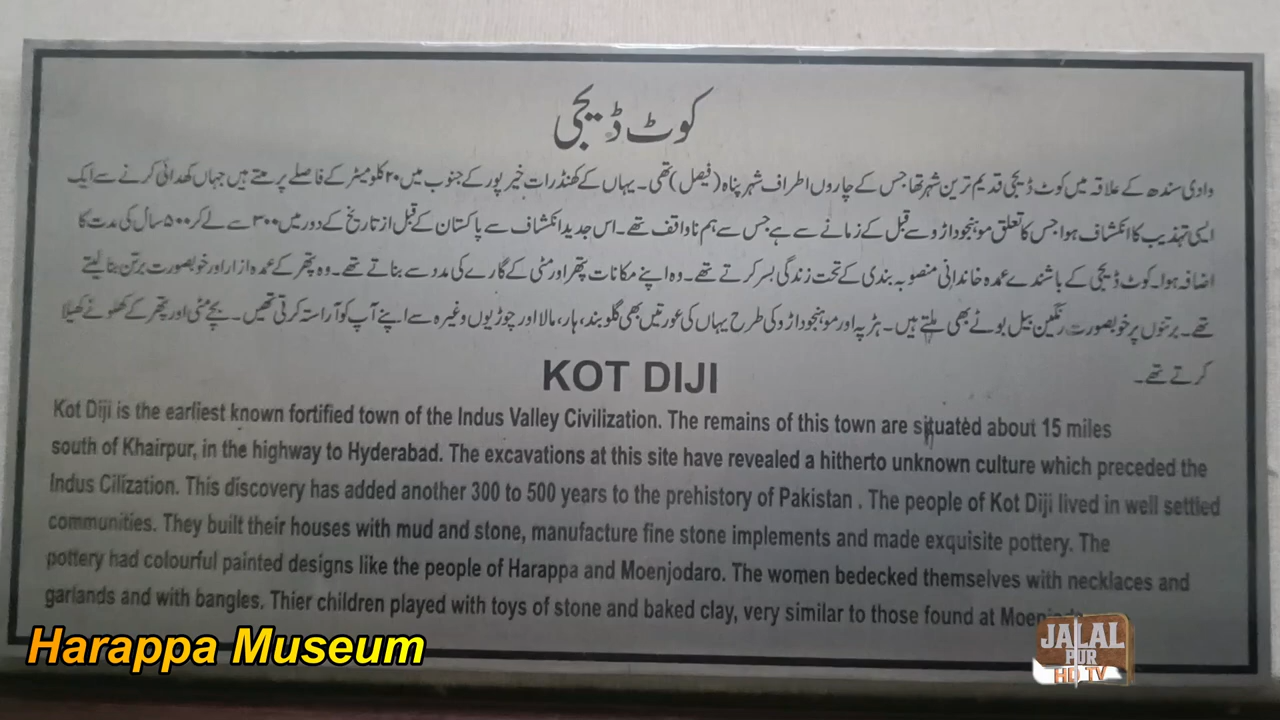 کوٹ ڈیجی
وادی سندھ کے علاقہ میں کوٹ ڈیجی قدیم ترین شہر تھا جس کے چاروں اطراف شہر پناہ (فیصل) تھی۔ یہاں کے کھنڈرات خیر پور کے جنوب میں ۲۰ کلومیٹر کے فاصلے پر ملتے ہیں جہاں کھدائی کرنے سے ایک
ایسی تہذیب کا انکشاف ہوا جس کا تعلق موہنجوداڑو سے قبل کے زمانے سے ہے جس سے ہم ناواقف تھے۔ اس جدید انکشاف سے پاکستان کے قبل از تاریخ کے دور میں ۳۰۰ سے لے کر ۵۰۰ سال کی مدت کا
اضافہ ہوا۔ کوٹ ڈیجی کے باشندے عمدہ خاندانی منصوبہ بندی کے تحت زندگی بسر کرتے تھے۔ وہ اپنے مکانات پتھر اور مٹی کے گارے کی مدد سے بناتے تھے۔ وہ پتھر کے عمدہ اوزار اور خوبصورت برتن بنا لیتے
تھے۔ برتنوں پر خوبصورت رنگین بیل بوٹے بھی ملتے ہیں۔ ہڑپہ اور موہنجوداڑو کی طرح یہاں کی عورتیں بھی گلوبند، ہار، مالا اور چوڑیوں وغیرہ سے اپنے آپ کو آراستہ کرتی تھیں۔ بچے مٹی اور پتھر کے کھلونے کھیلا
کرتے تھے۔
KOT DIJI
Kot Diji is the earliest known fortified town of the Indus Valley Civilization. The remains of this town are situated about 15 miles
south of Khairpur, in the highway to Hyderabad. The excavations at this site have revealed a hitherto unknown culture which preceded the
Indus Cilization. This discovery has added another 300 to 500 years to the prehistory of Pakistan . The people of Kot Diji lived in well settled
communities. They built their houses with mud and stone, manufacture fine stone implements and made exquisite pottery. The
pottery had colourful painted designs like the people of Harappa and Moenjodaro. The women bedecked themselves with necklaces and
garlands and with bangles. Thier children played with toys of stone and baked clay, very similar to those found at
Harappa Museum
JALAL
PUR
HD TV